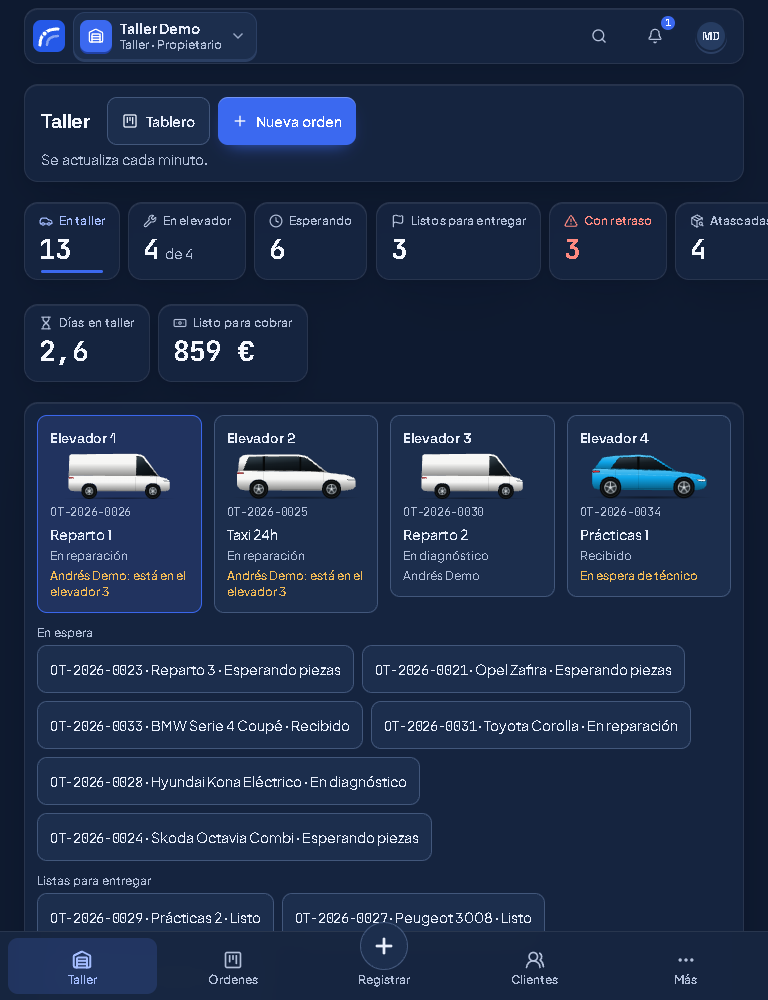 Taller Demo
Taller · Propietario
1
MD
Taller
Tablero
Nueva orden
Se actualiza cada minuto.
En taller
13
En elevador
4 de 4
Esperando
6
Listos para entregar
3
Con retraso
3
Atascadas
4
Días en taller
2,6
Listo para cobrar
859 €
Elevador 1
OT-2026-0026
Reparto 1
En reparación
Andrés Demo: está en el
elevador 3
Elevador 2
OT-2026-0025
Taxi 24h
En reparación
Andrés Demo: está en el
elevador 3
Elevador 3
OT-2026-0030
Reparto 2
En diagnóstico
Andrés Demo
Elevador 4
OT-2026-0034
Prácticas 1
Recibido
En espera de técnico
En espera
OT-2026-0023 · Reparto 3 · Esperando piezas
OT-2026-0021 · Opel Zafira · Esperando piezas
OT-2026-0033 · BMW Serie 4 Coupé · Recibido
OT-2026-0031 · Toyota Corolla · En reparación
OT-2026-0028 · Hyundai Kona Eléctrico · En diagnóstico
OT-2026-0024 · Skoda Octavia Combi · Esperando piezas
Listas para entregar
OT-2026-0029 · Prácticas 2 · Listo
OT-2026-0027 · Peugeot 3008 · Listo
Taller
Órdenes
Registrar
Clientes
Más